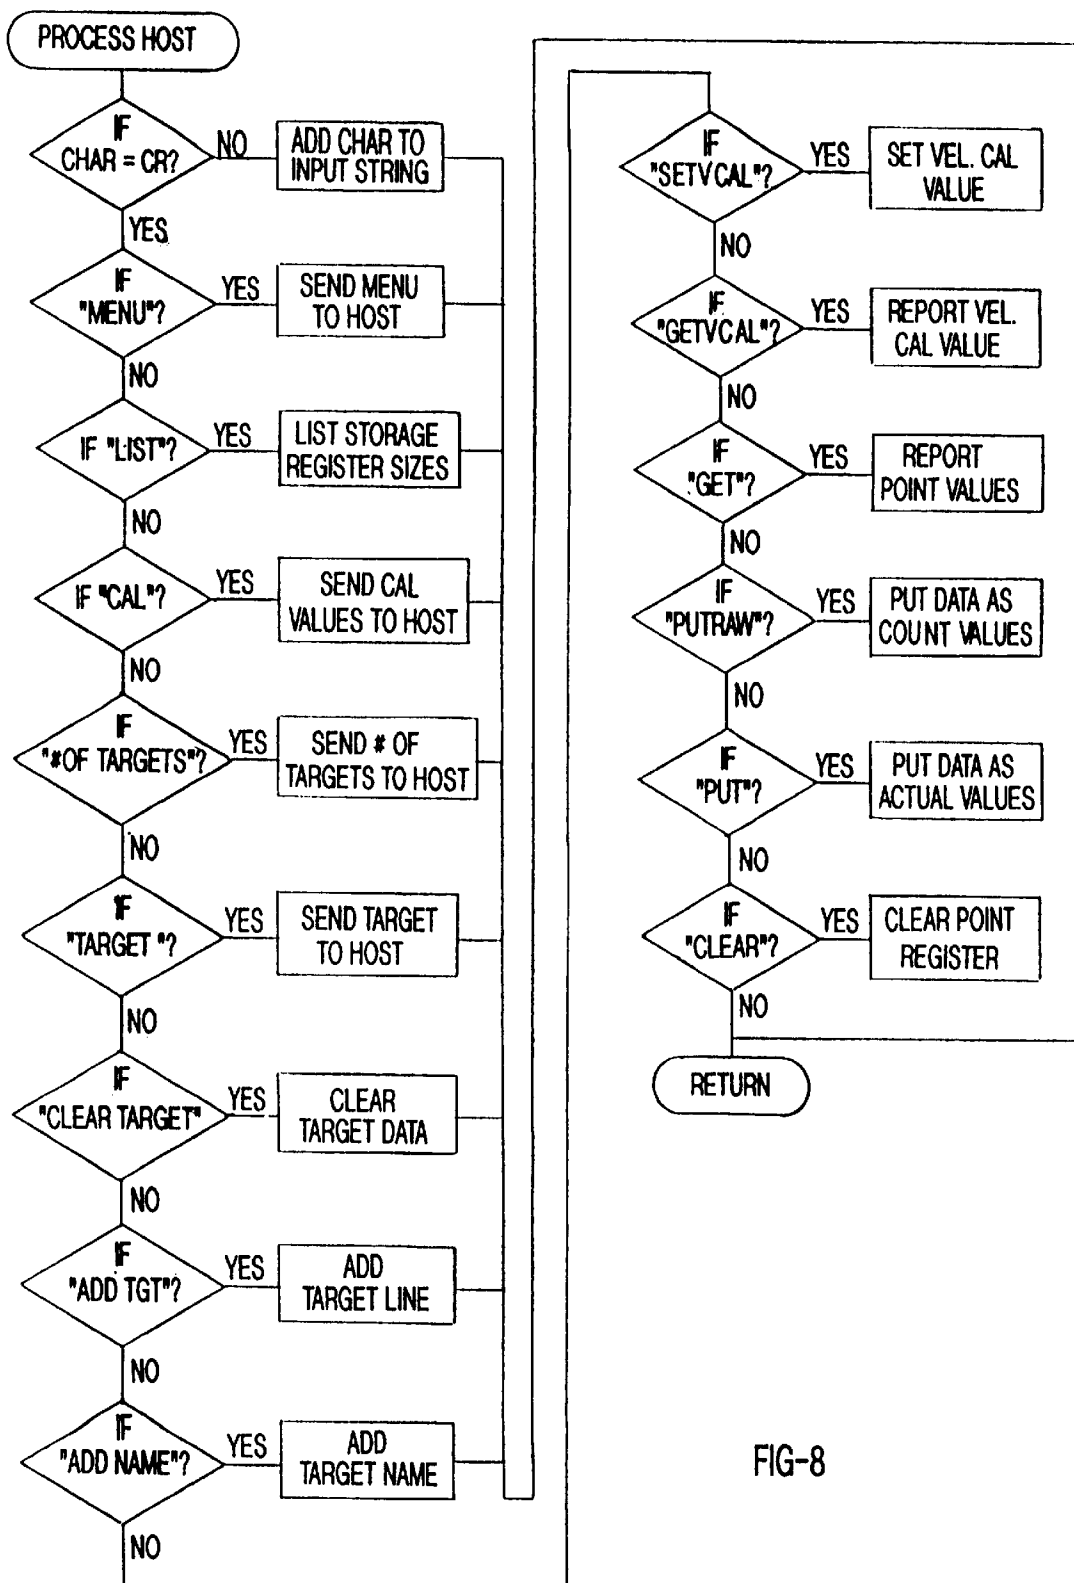 PROCESS HOST
IF
CHAR = CR?
NO
ADD CHAR TO
INPUT STRING
YES
IF
"MENU"?
YES
SEND MENU
TO HOST
NO
IF "LIST"?
YES
LIST STORAGE
REGISTER SIZES
NO
IF "CAL"?
YES
SEND CAL
VALUES TO HOST
NO
IF
"#OF TARGETS"?
YES
SEND # OF
TARGETS TO HOST
NO
IF
"TARGET "?
YES
SEND TARGET
TO HOST
NO
IF
"CLEAR TARGET"
YES
CLEAR
TARGET DATA
NO
IF
"ADD TGT"?
YES
ADD
TARGET LINE
NO
IF
"ADD NAME"?
YES
ADD
TARGET NAME
NO
IF
"SETVCAL"?
YES
SET VEL. CAL
VALUE
NO
IF
"GETVCAL"?
YES
REPORT VEL.
CAL VALUE
NO
IF
"GET"?
YES
REPORT
POINT VALUES
NO
IF
"PUTRAW"?
YES
PUT DATA AS
COUNT VALUES
NO
IF
"PUT"?
YES
PUT DATA AS
ACTUAL VALUES
NO
IF
"CLEAR"?
YES
CLEAR POINT
REGISTER
NO
RETURN
FIG-8